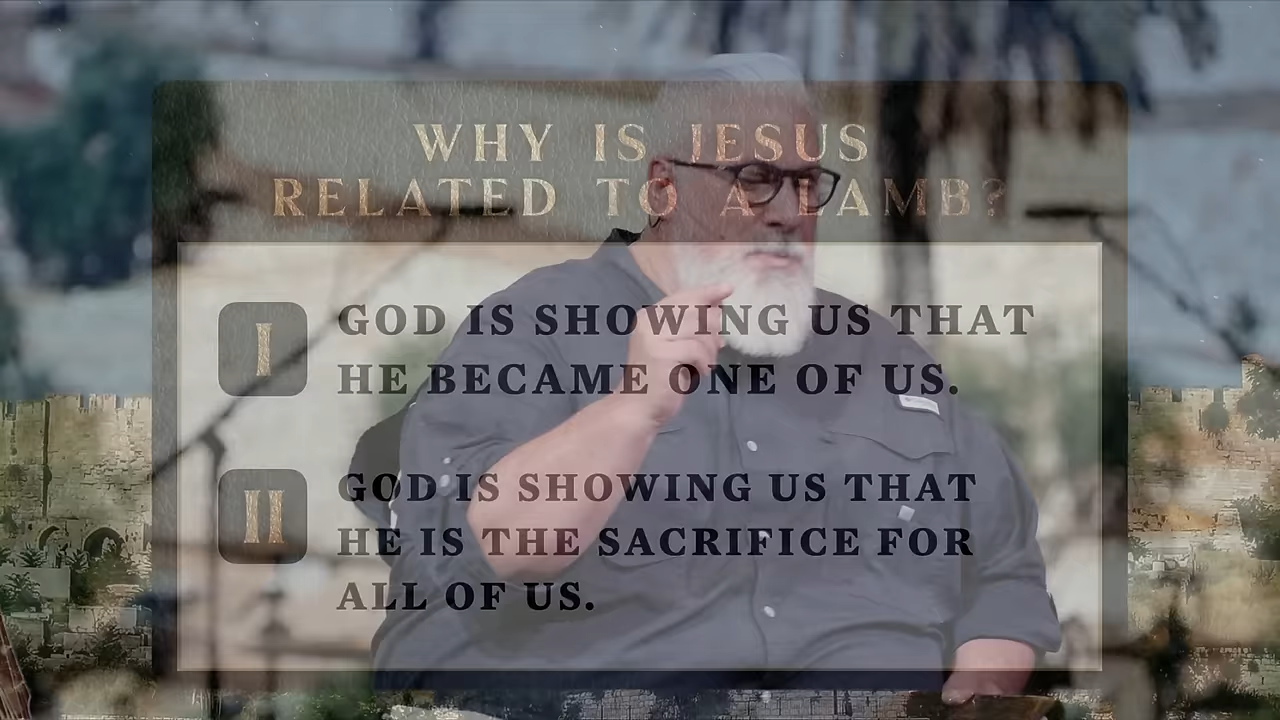 WHY IS JESUS
RELATED TO A LAMB?
I
GOD IS SHOWING US THAT
HE BECAME ONE OF US.
II
GOD IS SHOWING US THAT
HE IS THE SACRIFICE FOR
ALL OF US.